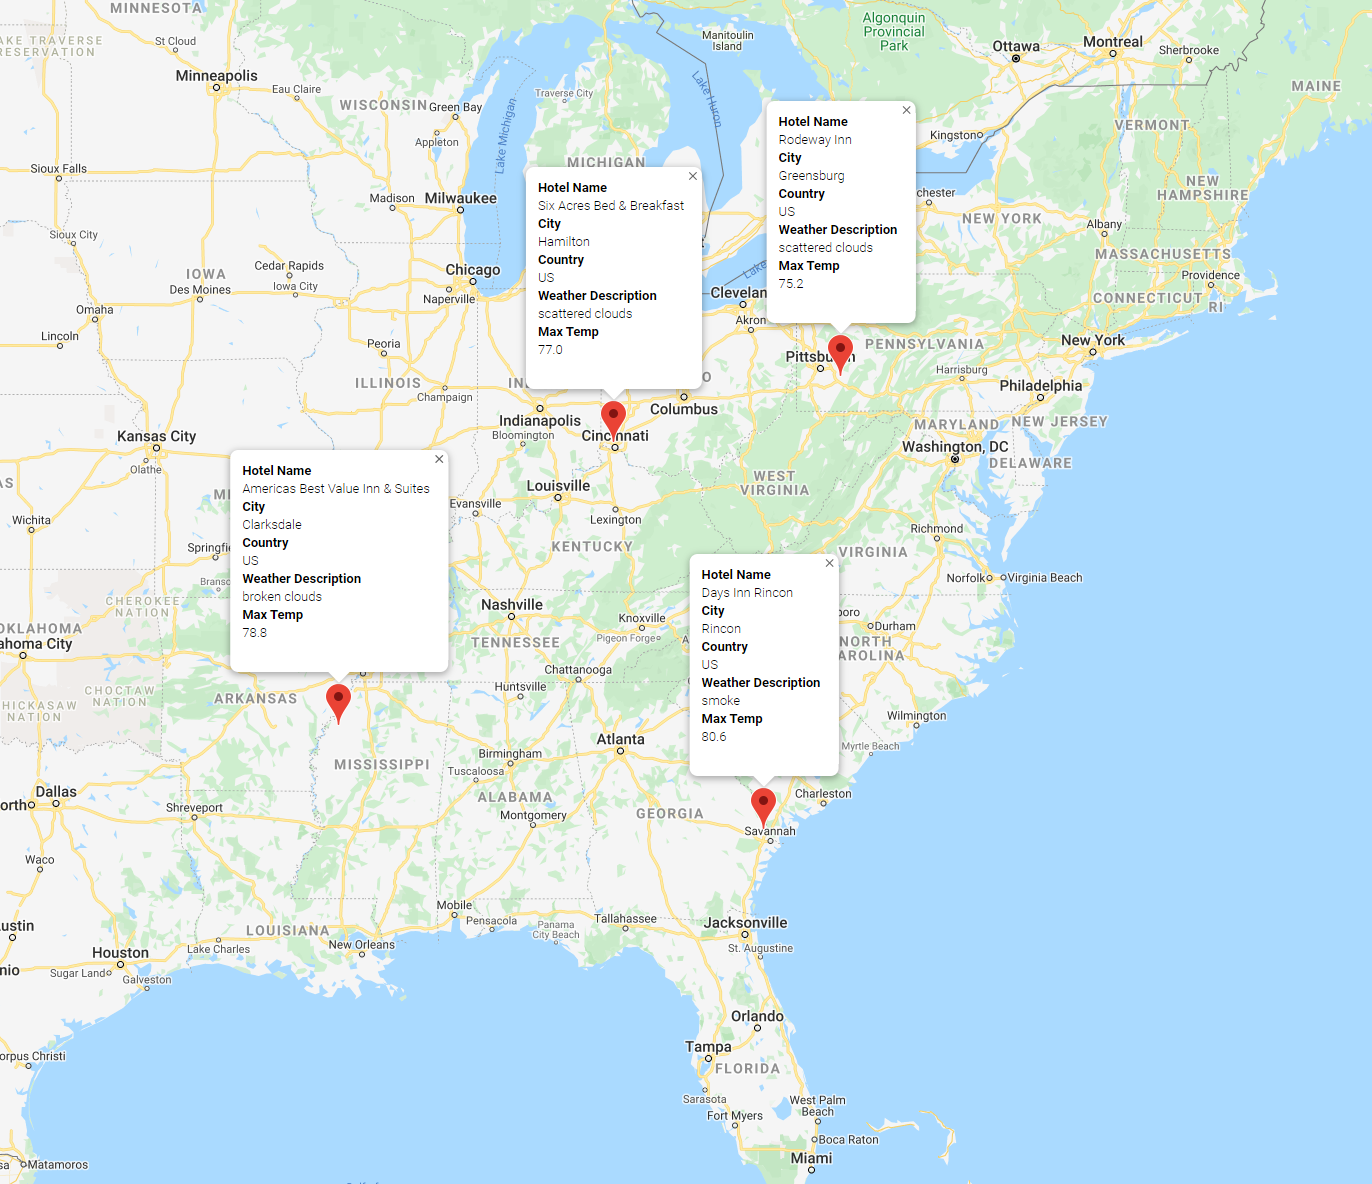 MINNESOTA
AKE TRAVERSE
RESERVATION
St Cloud
Minneapolis
Eau Claire
WISCONSIN
Green Bay
Appleton
Lake Michigan
Traverse City
MICHIGAN
Manitoulin
Island
Lake Huron
Algonquin
Provincial
Park
Ottawa
Montreal
Sherbrooke
MAINE
VERMONT
Kingston
NEW
HAMPSHIRE
chester
NEW YORK
Albany
MASSACHUSETTS
Providence
CONNECTICUT
RI
Sioux Falls
Madison
Milwaukee
Sioux City
IOWA
Cedar Rapids
Des Moines
Iowa City
Chicago
Naperville
Omaha
Lincoln
Peoria
ILLINOIS
Champaign
Hotel Name
Six Acres Bed & Breakfast
City
Hamilton
Country
US
Weather Description
scattered clouds
Max Temp
77.0
Hotel Name
Rodeway Inn
City
Greensburg
Country
US
Weather Description
scattered clouds
Max Temp
75.2
Lake
Clevelan
Akron
Pittsburgh
PENNSYLVANIA
Harrisburg
New York
Philadelphia
IN
O
Indianapolis
Bloomington
Columbus
Cincinnati
MARYLAND
NEW JERSEY
Washington, DC
DELAWARE
Kansas City
Olathe
AS
Wichita
MI
Springfie
Brans
Hotel Name
Americas Best Value Inn & Suites
City
Clarksdale
Country
US
Weather Description
broken clouds
Max Temp
78.8
Louisville
Evansville
Lexington
KENTUCKY
WEST
VIRGINIA
Richmond
VIRGINIA
Norfolk
Virginia Beach
CHEROKEE
NATION
OKLAHOMA
ahoma City
Nashville
TENNESSEE
Knoxville
Pigeon Forge
Chattanooga
Huntsville
A
Hotel Name
Days Inn Rincon
City
Rincon
Country
US
Weather Description
smoke
Max Temp
80.6
boro
Durham
NORTH
AROLINA
Wilmington
Myrtle Beach
CHOCTAW
NATION
HICKASAW
NATION
ARKANSAS
MISSISSIPPI
Atlanta
Birmingham
Tuscaloosa
ALABAMA
Montgomery
GEORGIA
Charleston
Savannah
Dallas
orth
Shreveport
Waco
Mobile
Pensacola
Panama
City Beach
Tallahassee
Jacksonville
St. Augustine
ustin
LOUISIANA
Lake Charles
New Orleans
Houston
Sugar Land
Galveston
nio
Orlando
Tampa
FLORIDA
Sarasota
Fort Myers
West Palm
Beach
Boca Raton
Miami
orpus Christi
sa
Matamoros